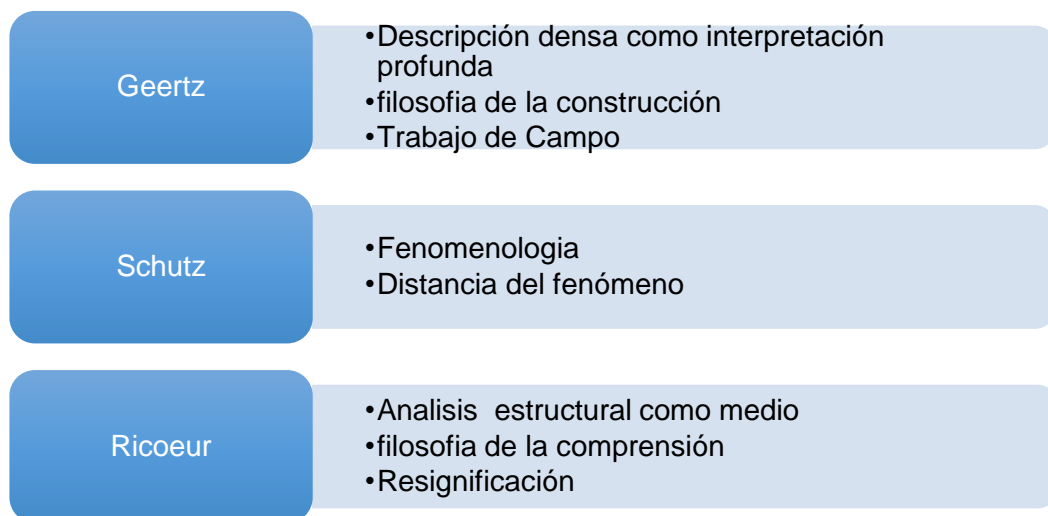 Geertz
•Descripción densa como interpretación
profunda
•filosofia de la construcción
•Trabajo de Campo
Schutz
•Fenomenologia
•Distancia del fenómeno
Ricoeur
•Analisis estructural como medio
•filosofia de la comprensión
•Resignificación